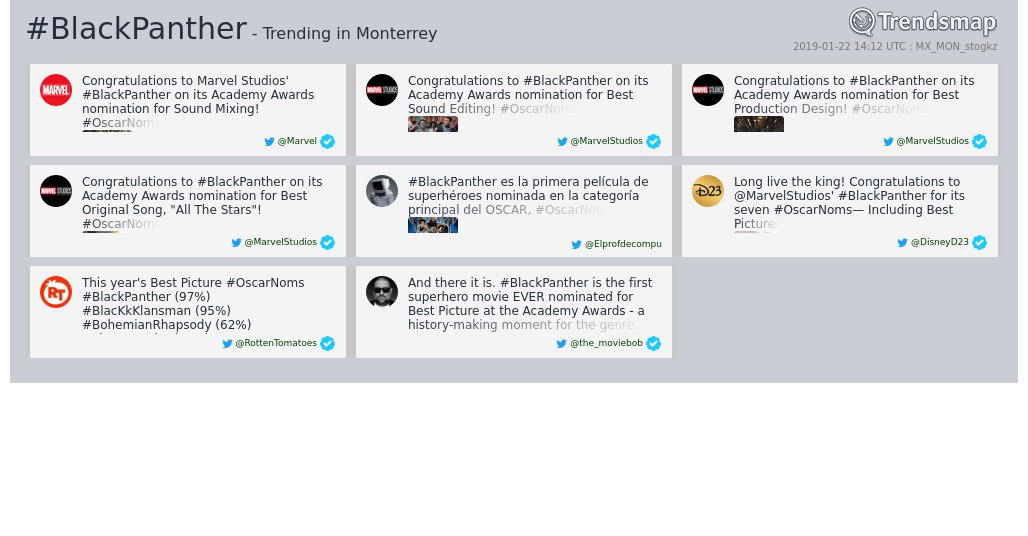 #BlackPanther - Trending in Monterrey
Trendsmap
2019-01-22 14:12 UTC : MX_MON_stogkz
MARVEL
Congratulations to Marvel Studios'
#BlackPanther on its Academy Awards
nomination for Sound Mixing!
#OscarNoms
@Marvel
MARVEL STUDIOS
Congratulations to #BlackPanther on its
Academy Awards nomination for Best
Sound Editing! #OscarNoms
@MarvelStudios
MARVEL STUDIOS
Congratulations to #BlackPanther on its
Academy Awards nomination for Best
Production Design! #OscarNoms
@MarvelStudios
MARVEL STUDIOS
Congratulations to #BlackPanther on its
Academy Awards nomination for Best
Original Song, "All The Stars"!
#OscarNoms
@MarvelStudios
#BlackPanther es la primera película de
superhéroes nominada en la categoría
principal del OSCAR, #OscarNoms
@Elprofdecompu
D23
Long live the king! Congratulations to
@MarvelStudios' #BlackPanther for its
seven #OscarNoms— Including Best
Picture!
@DisneyD23
RT
This year's Best Picture #OscarNoms
#BlackPanther (97%)
#BlacKkKlansman (95%)
#BohemianRhapsody (62%)
@RottenTomatoes
And there it is. #BlackPanther is the first
superhero movie EVER nominated for
Best Picture at the Academy Awards - a
history-making moment for the genre.
@the_moviebob